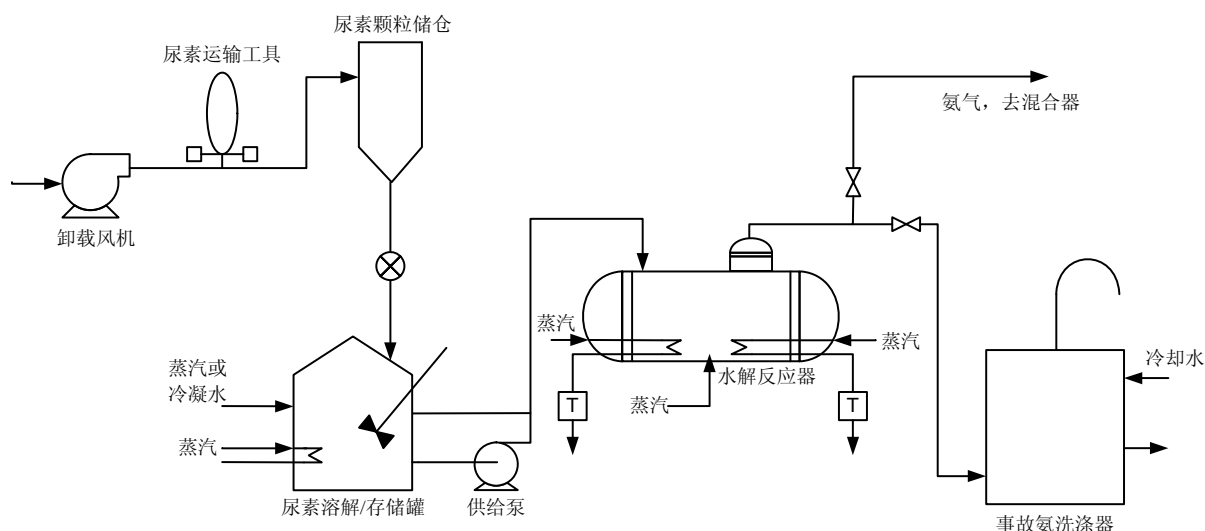 尿素颗粒储仓
尿素运输工具
氨气，去混合器
卸载风机
蒸汽
蒸汽
冷却水
蒸汽或
冷凝水
水解反应器
蒸汽
T
T
蒸汽
尿素溶解/存储罐
供给泵
事故氨洗涤器